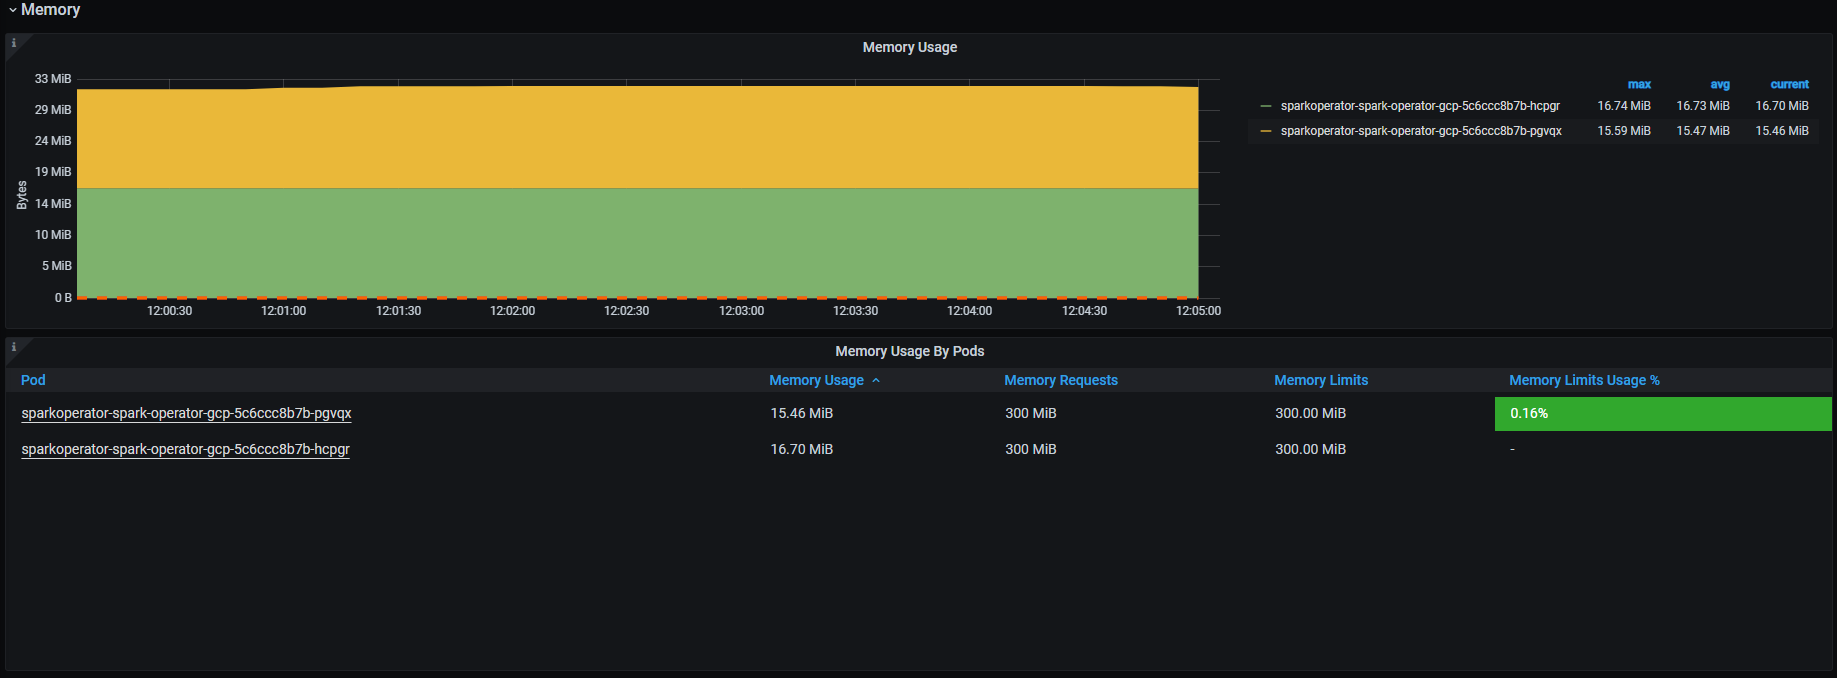 Memory
i
Memory Usage
33 MiB
29 MiB
24 MiB
19 MiB
14 MiB
10 MiB
5 MiB
0 B
Bytes
12:00:30 12:01:00 12:01:30 12:02:00 12:02:30 12:03:00 12:03:30 12:04:00 12:04:30 12:05:00
max avg current
sparkoperator-spark-operator-gcp-5c6ccc8b7b-hcpgr 16.74 MiB 16.73 MiB 16.70 MiB
sparkoperator-spark-operator-gcp-5c6ccc8b7b-pgvqx 15.59 MiB 15.47 MiB 15.46 MiB
i
Memory Usage By Pods
Pod Memory Usage Memory Requests Memory Limits Memory Limits Usage %
sparkoperator-spark-operator-gcp-5c6ccc8b7b-pgvqx 15.46 MiB 300 MiB 300.00 MiB 0.16%
sparkoperator-spark-operator-gcp-5c6ccc8b7b-hcpgr 16.70 MiB 300 MiB 300.00 MiB -